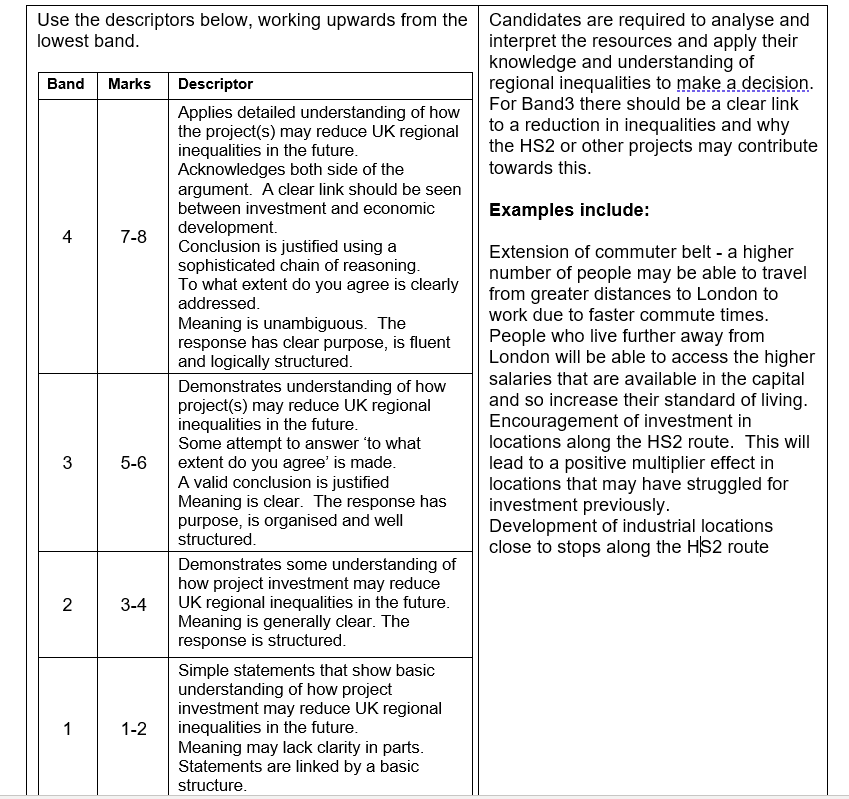 Use the descriptors below, working upwards from the
lowest band.
Band Marks Descriptor
4 7-8
Applies detailed understanding of how
the project(s) may reduce UK regional
inequalities in the future.
Acknowledges both side of the
argument. A clear link should be seen
between investment and economic
development.
Conclusion is justified using a
sophisticated chain of reasoning.
To what extent do you agree is clearly
addressed.
Meaning is unambiguous. The
response has clear purpose, is fluent
and logically structured.
3 5-6
Demonstrates understanding of how
project(s) may reduce UK regional
inequalities in the future.
Some attempt to answer ‘to what
extent do you agree’ is made.
A valid conclusion is justified
Meaning is clear. The response has
purpose, is organised and well
structured.
2 3-4
Demonstrates some understanding of
how project investment may reduce
UK regional inequalities in the future.
Meaning is generally clear. The
response is structured.
1 1-2
Simple statements that show basic
understanding of how project
investment may reduce UK regional
inequalities in the future.
Meaning may lack clarity in parts.
Statements are linked by a basic
structure.
Candidates are required to analyse and
interpret the resources and apply their
knowledge and understanding of
regional inequalities to make a decision.
For Band3 there should be a clear link
to a reduction in inequalities and why
the HS2 or other projects may contribute
towards this.
Examples include:
Extension of commuter belt - a higher
number of people may be able to travel
from greater distances to London to
work due to faster commute times.
People who live further away from
London will be able to access the higher
salaries that are available in the capital
and so increase their standard of living.
Encouragement of investment in
locations along the HS2 route. This will
lead to a positive multiplier effect in
locations that may have struggled for
investment previously.
Development of industrial locations
close to stops along the HS2 route